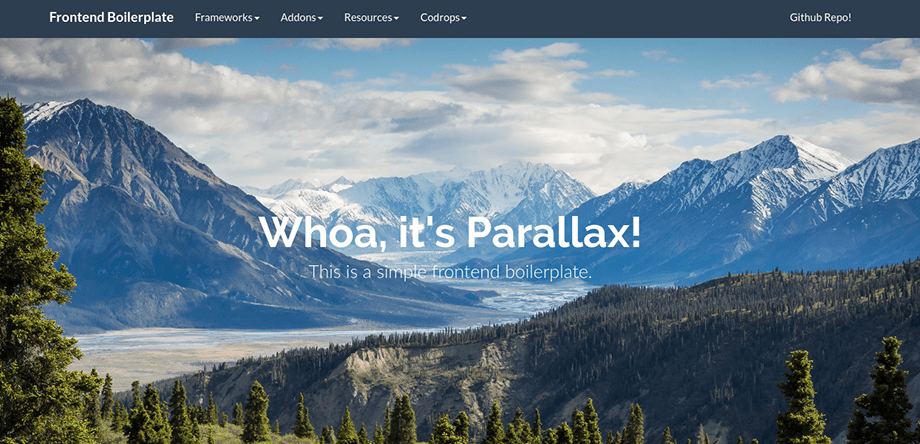 Frontend Boilerplate Frameworks Addons Resources Codrops Github Repo!
Whoa, it's Parallax!
This is a simple frontend boilerplate.